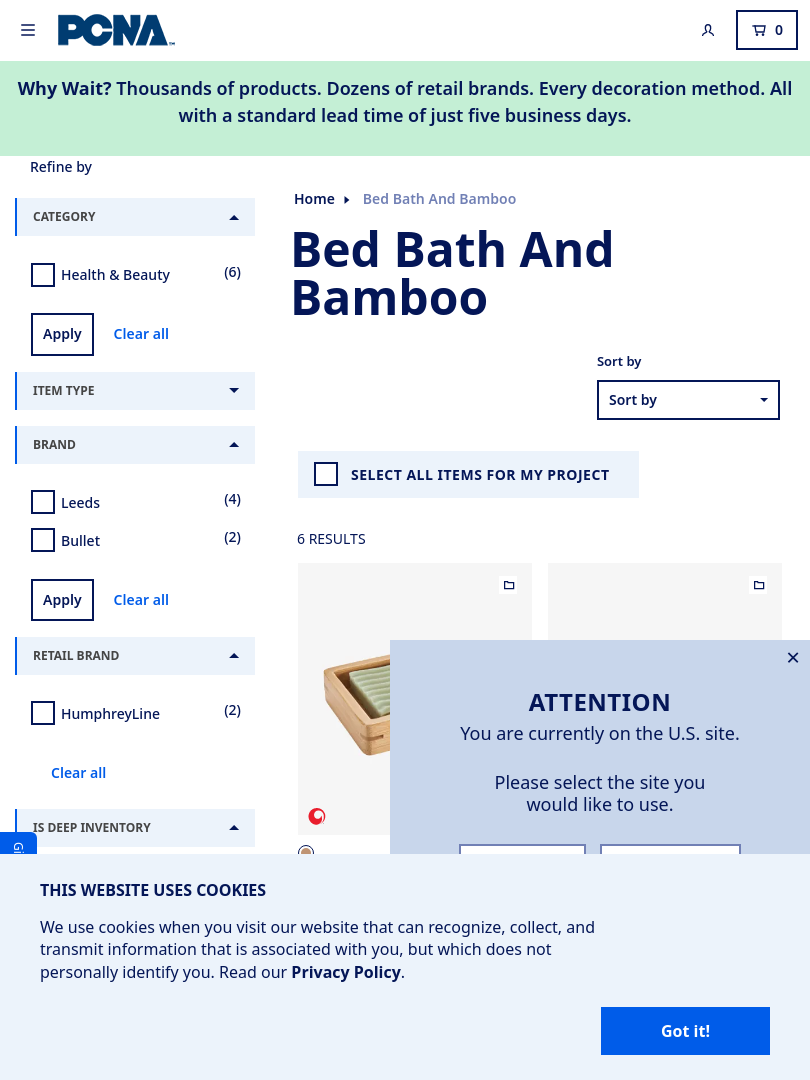 PCNA™
0
Why Wait? Thousands of products. Dozens of retail brands. Every decoration method. All
with a standard lead time of just five business days.
Refine by
CATEGORY
Health & Beauty (6)
Apply Clear all
ITEM TYPE
BRAND
Leeds (4)
Bullet (2)
Apply Clear all
RETAIL BRAND
HumphreyLine (2)
Clear all
IS DEEP INVENTORY
Home Bed Bath And Bamboo
Bed Bath And
Bamboo
Sort by
Sort by
SELECT ALL ITEMS FOR MY PROJECT
6 RESULTS
ATTENTION
You are currently on the U.S. site.
Please select the site you
would like to use.
THIS WEBSITE USES COOKIES
We use cookies when you visit our website that can recognize, collect, and
transmit information that is associated with you, but which does not
personally identify you. Read our Privacy Policy.
Got it!